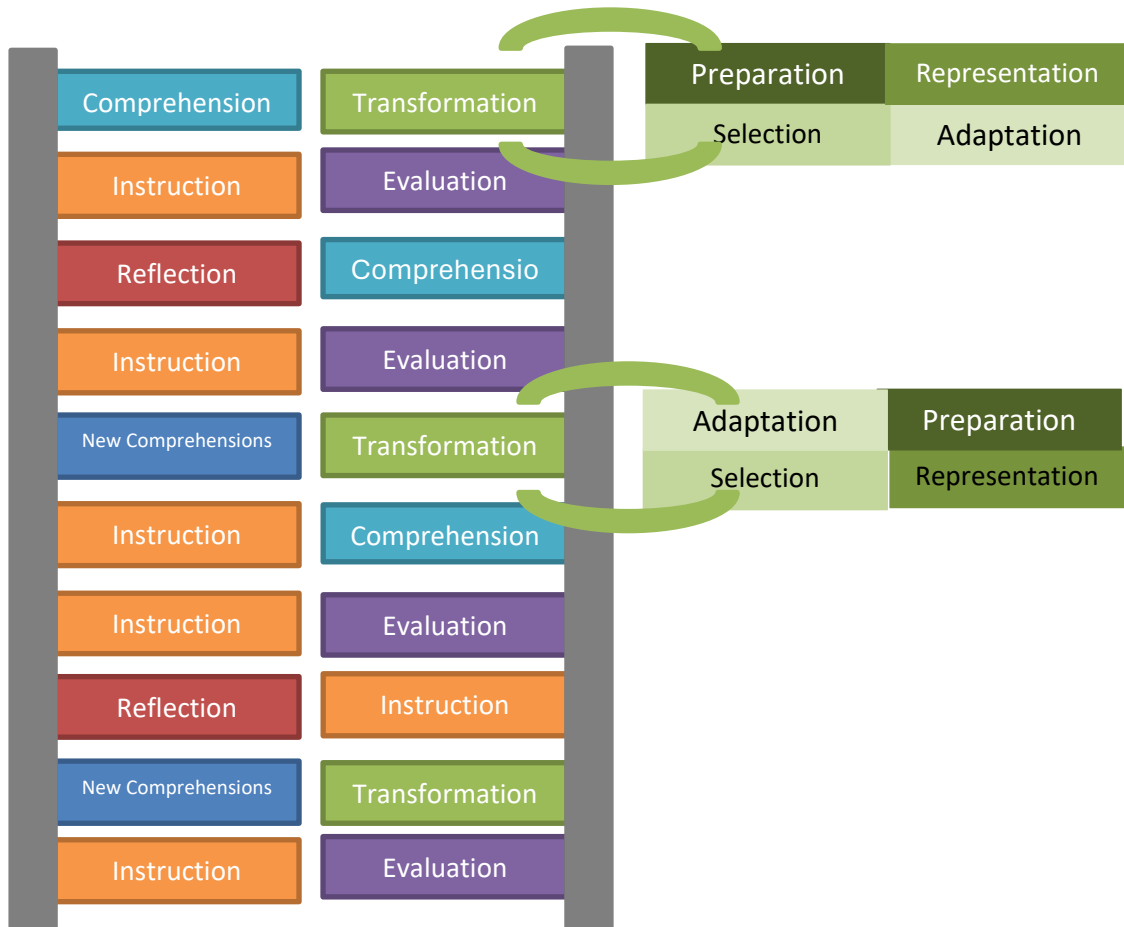 Comprehension
Transformation
Preparation
Representation
Selection
Adaptation
Instruction
Evaluation
Reflection
Comprehensio
Instruction
Evaluation
New Comprehensions
Transformation
Adaptation
Preparation
Selection
Representation
Instruction
Comprehension
Instruction
Evaluation
Reflection
Instruction
New Comprehensions
Transformation
Instruction
Evaluation